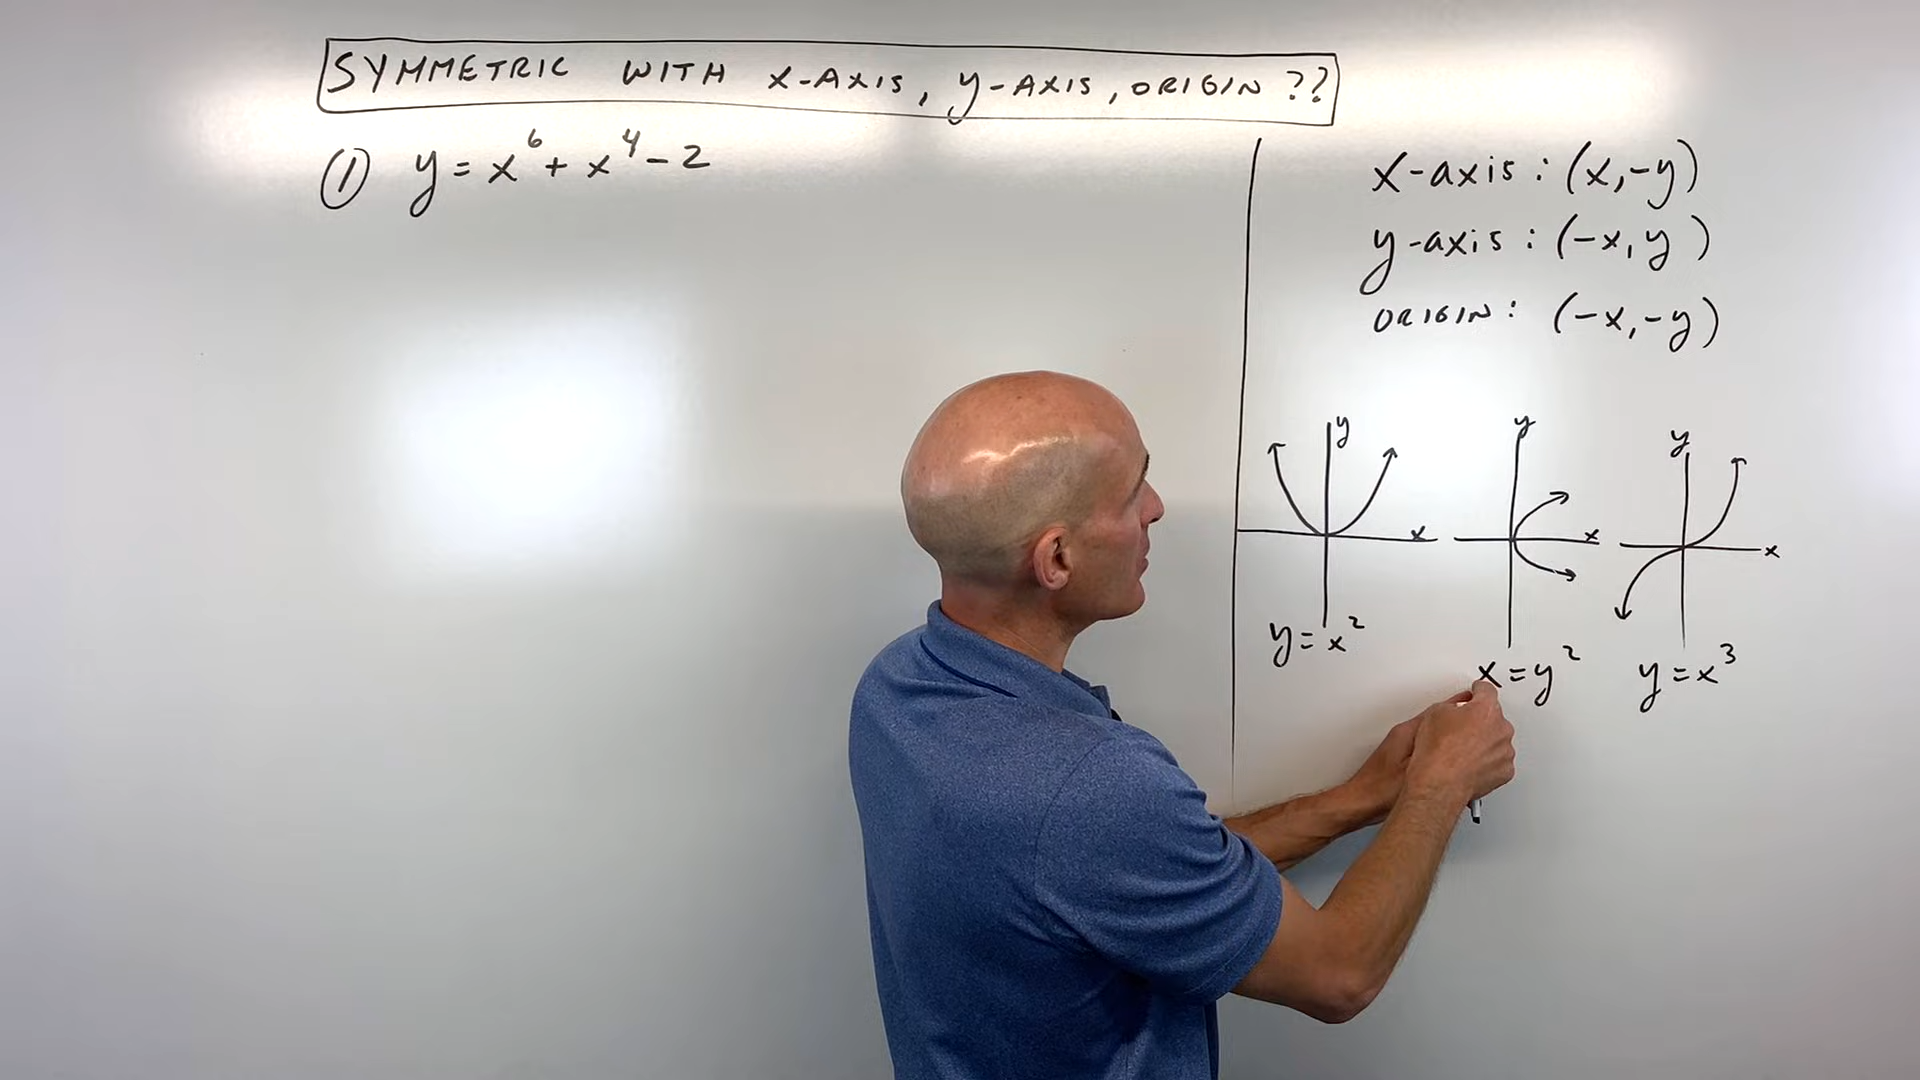 SYMMETRIC WITH X-AXIS, y-AXIS, ORIGIN ??
① y = x⁶ + x⁴ - 2
x-axis: (x,-y)
y-axis: (-x, y)
ORIGIN: (-x,-y)
y
y
y
x
x
x
y = x²
x = y²
y = x³